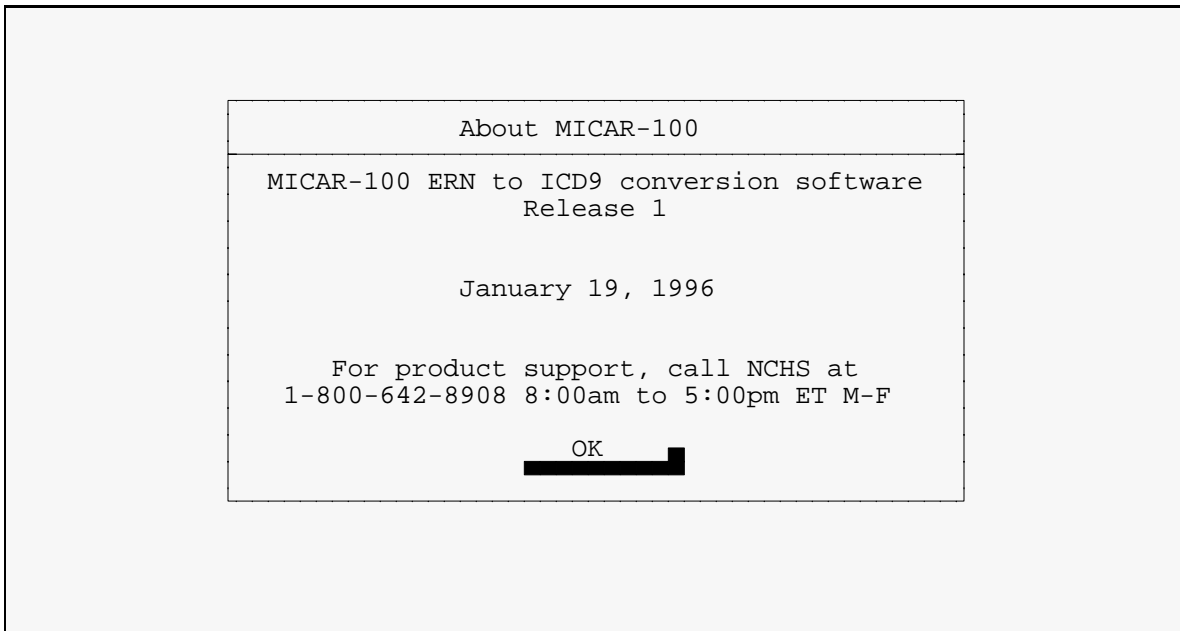 About MICAR-100
MICAR-100 ERN to ICD9 conversion software
Release 1
January 19, 1996
For product support, call NCHS at
1-800-642-8908 8:00am to 5:00pm ET M-F
OK